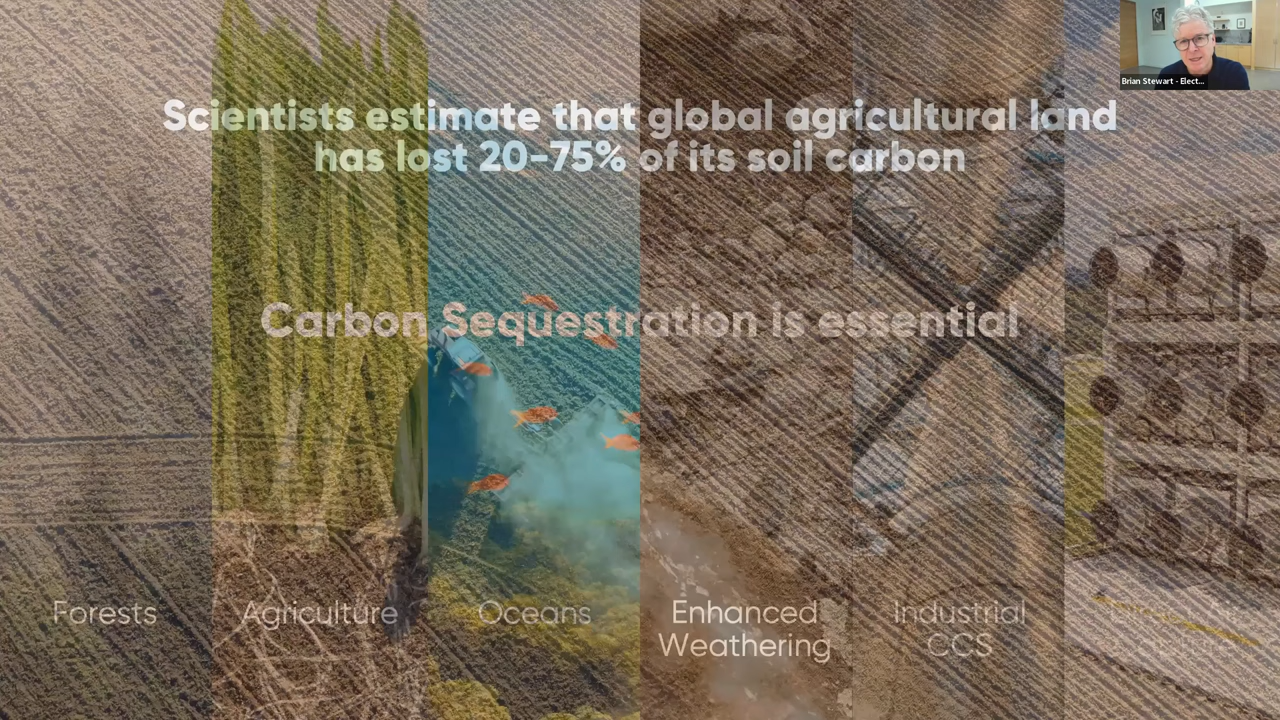 Brian Stewart - Elect...
Scientists estimate that global agricultural land
has lost 20-75% of its soil carbon
Carbon Sequestration is essential
Forests
Agriculture
Oceans
Enhanced
Weathering
Industrial
CCS